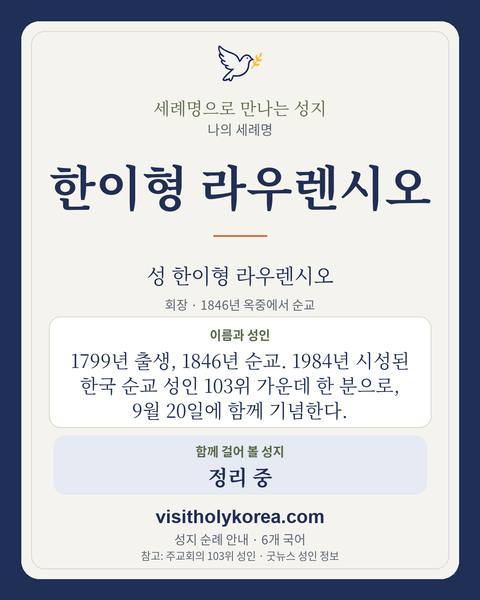 세례명으로 만나는 성지
나의 세례명
한이형 라우렌시오
성 한이형 라우렌시오
회장 · 1846년 옥중에서 순교
이름과 성인
1799년 출생, 1846년 순교. 1984년 시성된
한국 순교 성인 103위 가운데 한 분으로,
9월 20일에 함께 기념한다.
함께 걸어 볼 성지
정리 중
visitholykorea.com
성지 순례 안내 · 6개 국어
참고: 주교회의 103위 성인 · 굿뉴스 성인 정보